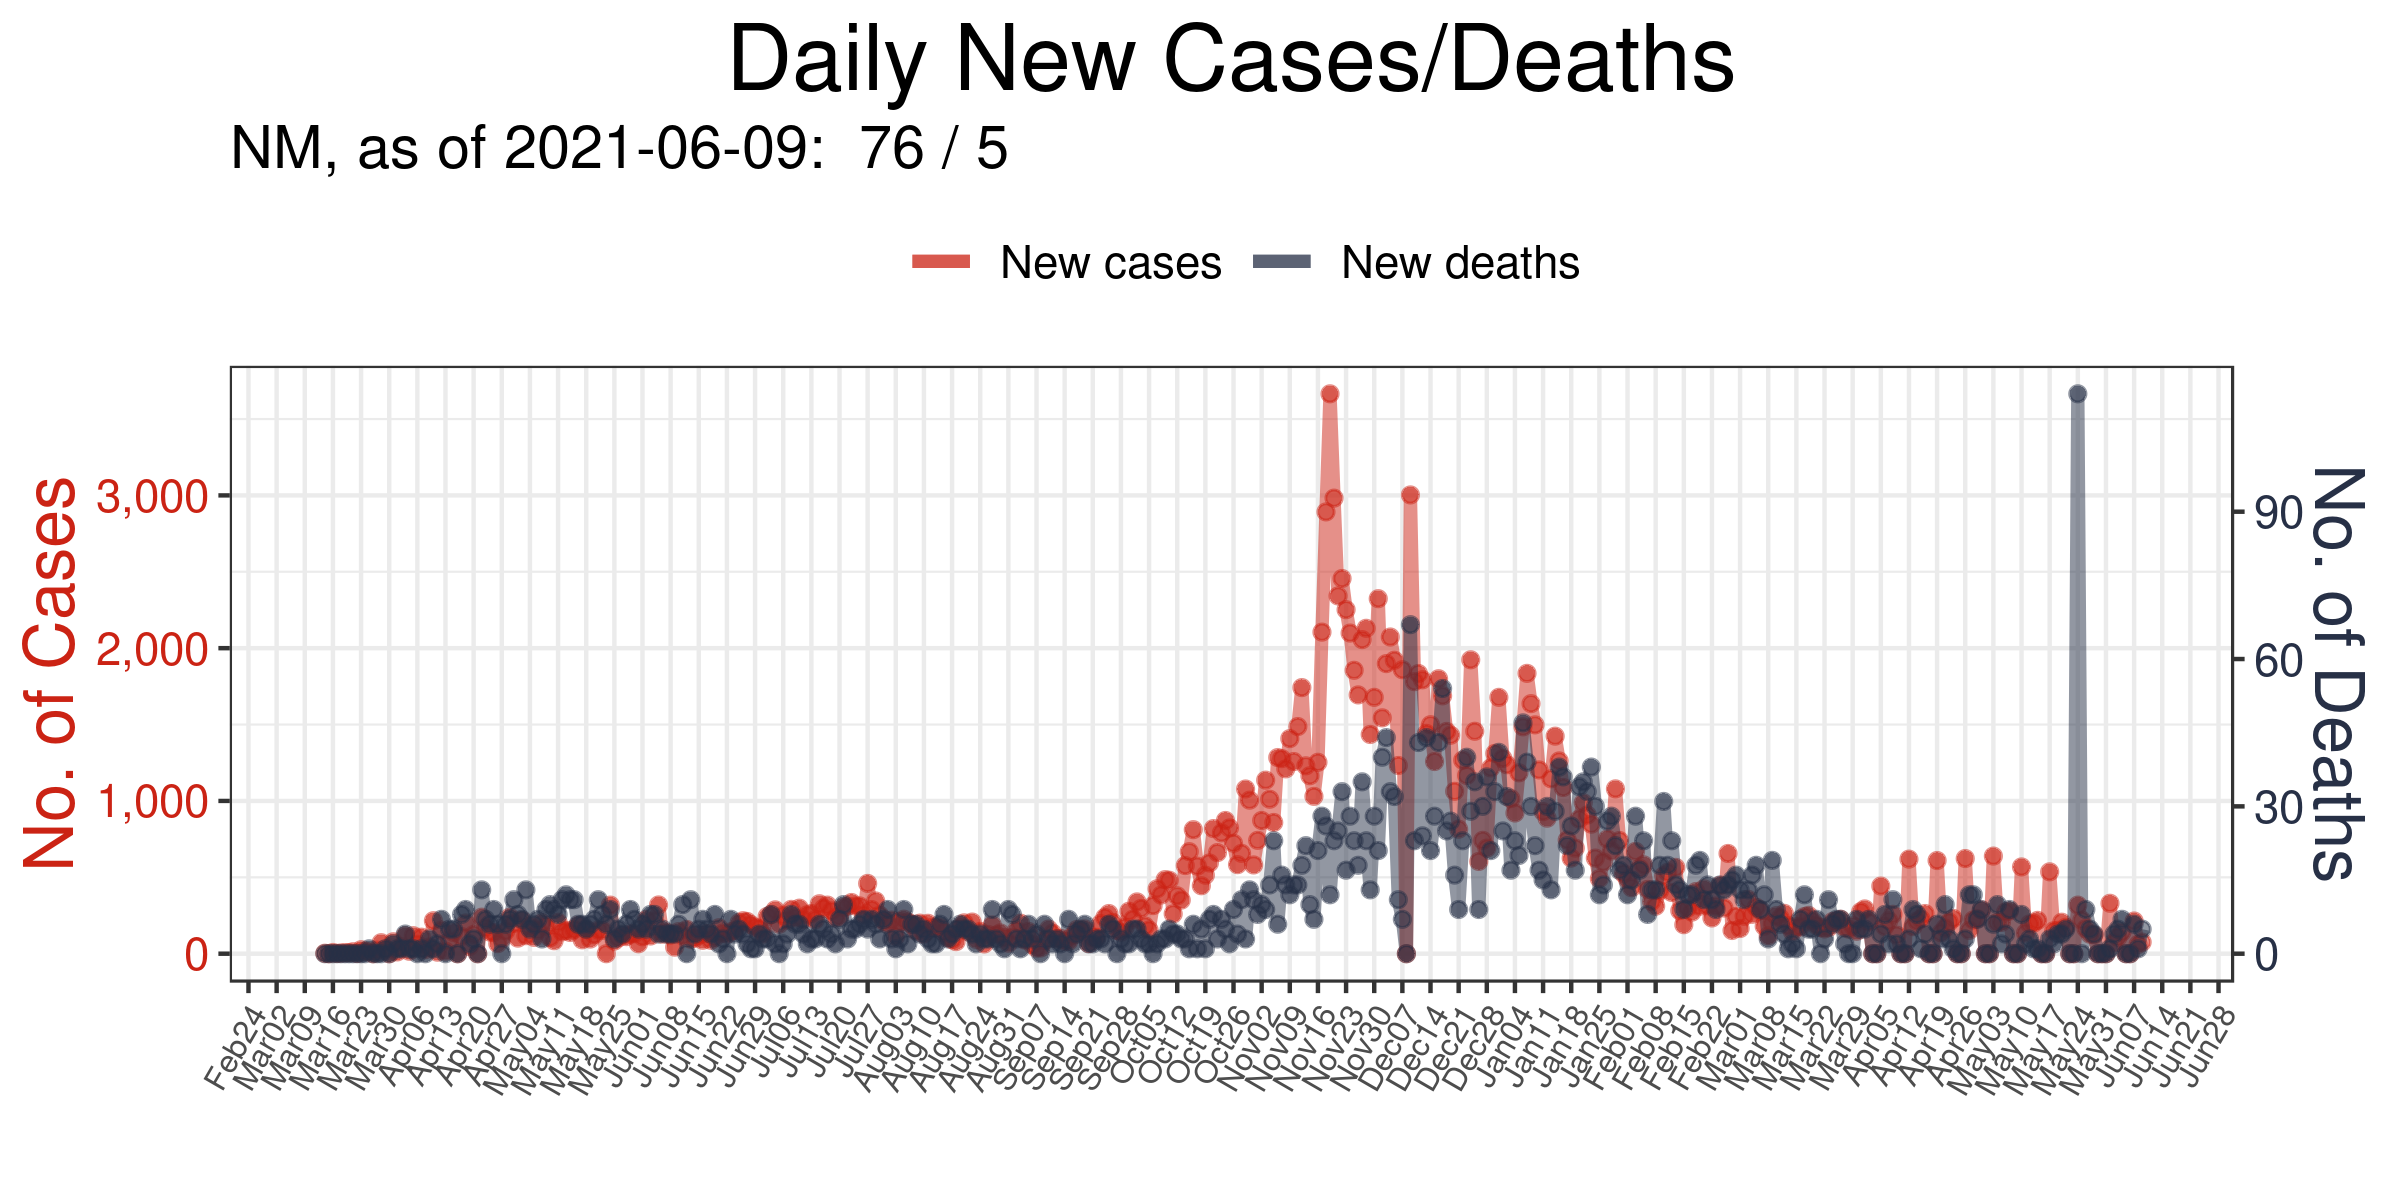 Daily New Cases/Deaths
NM, as of 2021-06-09:  76 / 5
New cases
New deaths
No. of Cases
3,000
2,000
1,000
0
90
60
30
0
No. of Deaths
Feb24
Mar02
Mar09
Mar16
Mar23
Mar30
Apr06
Apr13
Apr20
Apr27
May04
May11
May18
May25
Jun01
Jun08
Jun15
Jun22
Jun29
Jul06
Jul13
Jul20
Jul27
Aug03
Aug10
Aug17
Aug24
Aug31
Sep07
Sep14
Sep21
Sep28
Oct05
Oct12
Oct19
Oct26
Nov02
Nov09
Nov16
Nov23
Nov30
Dec07
Dec14
Dec21
Dec28
Jan04
Jan11
Jan18
Jan25
Feb01
Feb08
Feb15
Feb22
Mar01
Mar08
Mar15
Mar22
Mar29
Apr05
Apr12
Apr19
Apr26
May03
May10
May17
May24
May31
Jun07
Jun14
Jun21
Jun28